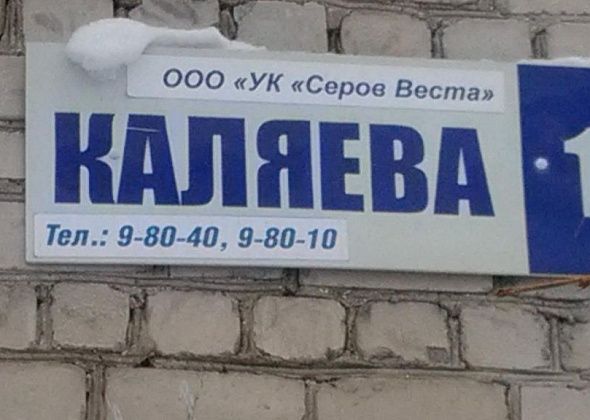 ООО «УК «Серов Веста»
КАЛЯЕВА
Тел.: 9-80-40, 9-80-10